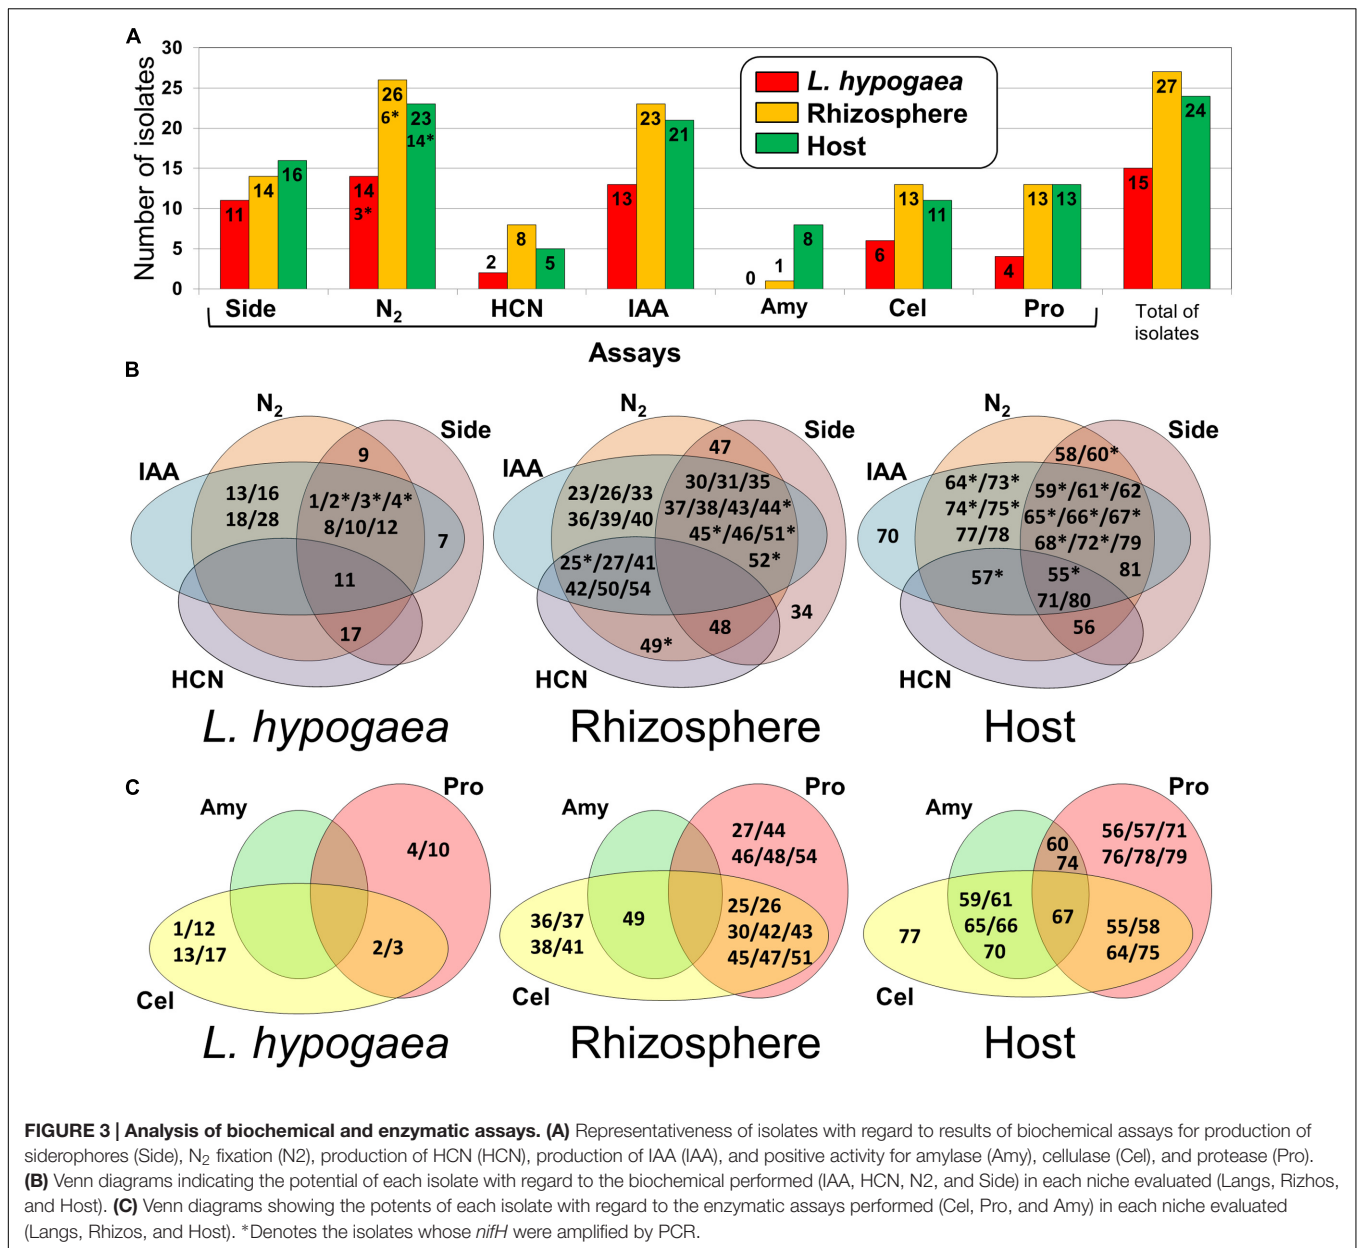 A
Number of isolates
30
25
20
15
10
5
0
L. hypogaea
Rhizosphere
Host
11 14 16
14 3* 26 6* 23 14*
2 8 5
13 23 21
0 1 8
6 13 11
4 13 13
15 27 24
Side N2 HCN IAA Amy Cel Pro Total of isolates
Assays
B
N2
Side
IAA
HCN
9
13/16
18/28
1/2*/3*/4*
8/10/12
7
11
17
L. hypogaea
N2
Side
IAA
HCN
47
23/26/33
36/39/40
30/31/35
37/38/43/44*
45*/46/51*
52*
25*/27/41
42/50/54
34
48
49*
Rhizosphere
N2
Side
IAA
HCN
58/60*
64*/73*
74*/75*
77/78
59*/61*/62
65*/66*/67*
68*/72*/79
81
70
57*
55*
71/80
56
Host
C
Amy
Pro
Cel
4/10
1/12
13/17
2/3
L. hypogaea
Amy
Pro
Cel
27/44
46/48/54
36/37
38/41
49
25/26
30/42/43
45/47/51
Rhizosphere
Amy
Pro
Cel
60
74
56/57/71
76/78/79
59/61
65/66
70
67
55/58
64/75
77
Host
FIGURE 3 | Analysis of biochemical and enzymatic assays. (A) Representativeness of isolates with regard to results of biochemical assays for production of
siderophores (Side), N2 fixation (N2), production of HCN (HCN), production of IAA (IAA), and positive activity for amylase (Amy), cellulase (Cel), and protease (Pro).
(B) Venn diagrams indicating the potential of each isolate with regard to the biochemical performed (IAA, HCN, N2, and Side) in each niche evaluated (Langs, Rizhos,
and Host). (C) Venn diagrams showing the potents of each isolate with regard to the enzymatic assays performed (Cel, Pro, and Amy) in each niche evaluated
(Langs, Rhizos, and Host). *Denotes the isolates whose nifH were amplified by PCR.